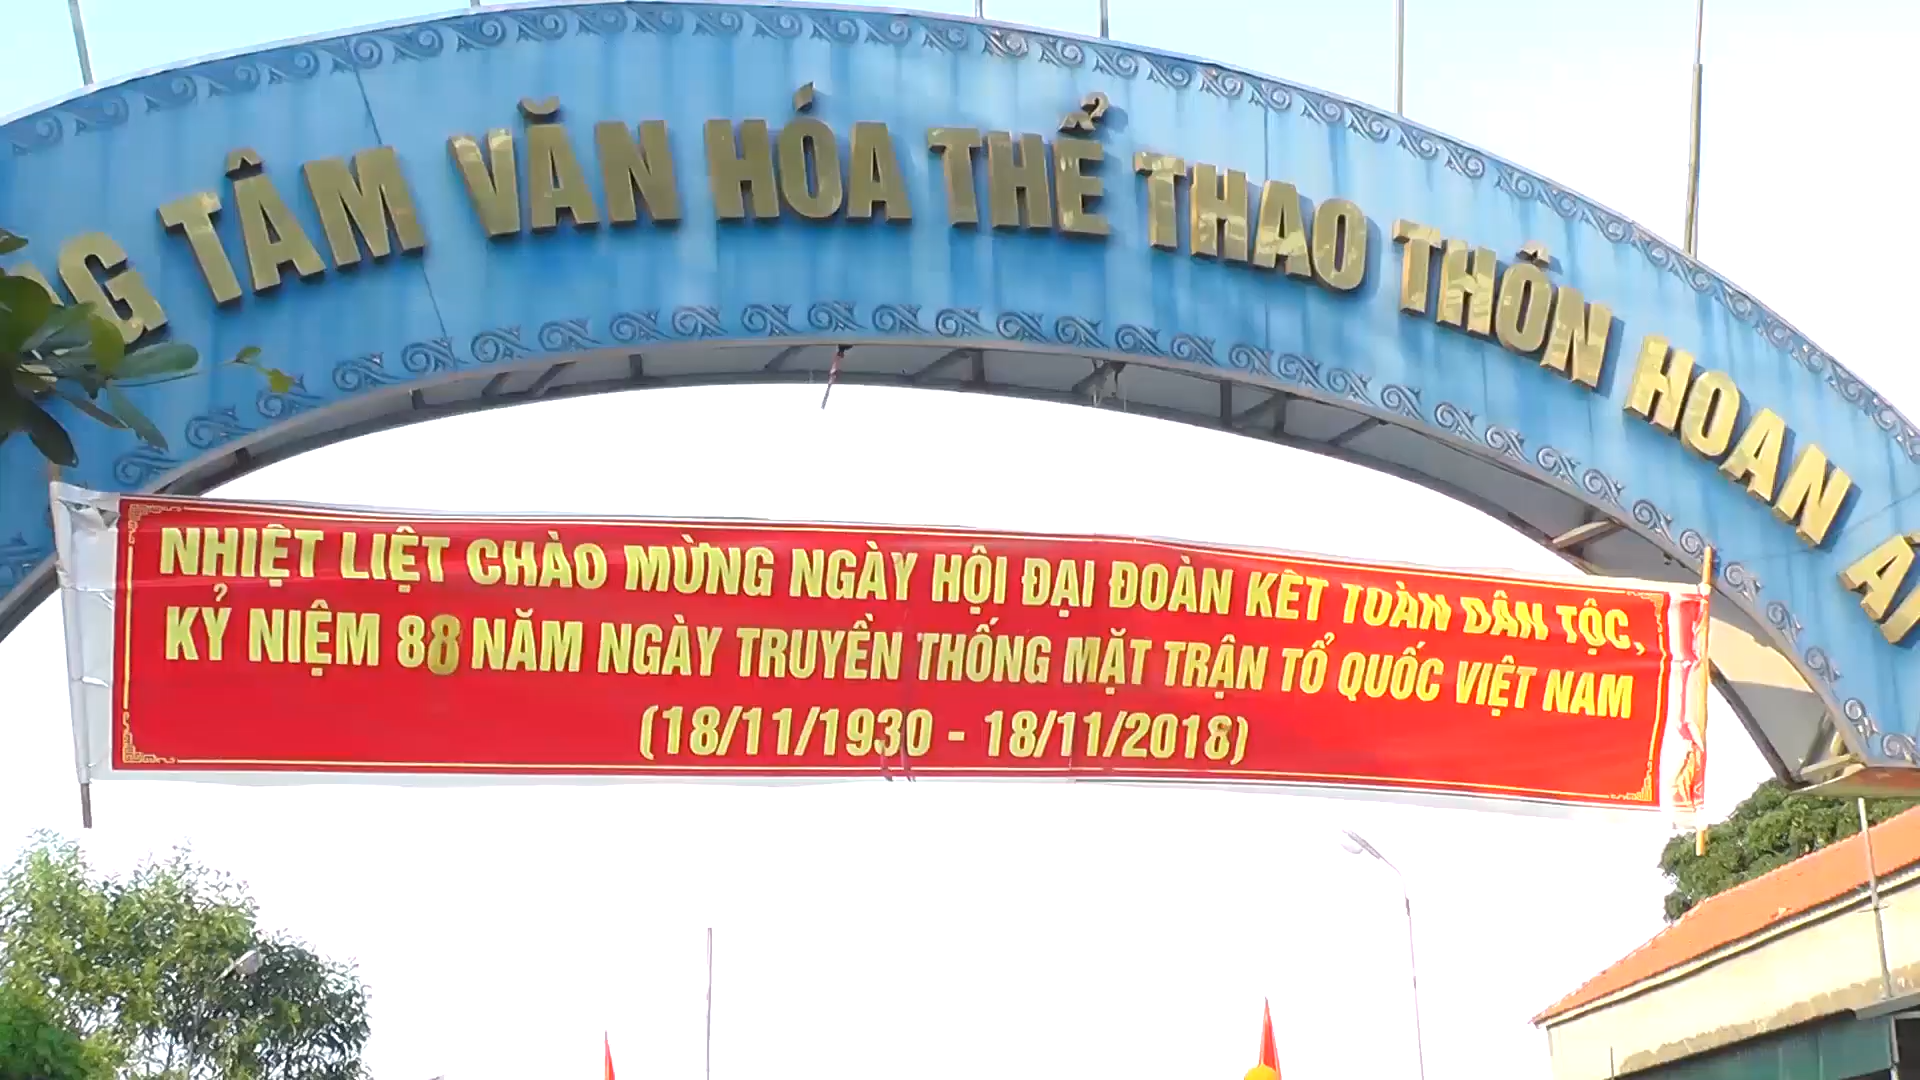 TÂM VĂN HÓA THỂ THAO THÔN HOAN
NHIỆT LIỆT CHÀO MỪNG NGÀY HỘI ĐẠI ĐOÀN KẾT TOÀN DÂN TỘC,
KỶ NIỆM 88 NĂM NGÀY TRUYỀN THỐNG MẶT TRẬN TỔ QUỐC VIỆT NAM
(18/11/1930 - 18/11/2018)